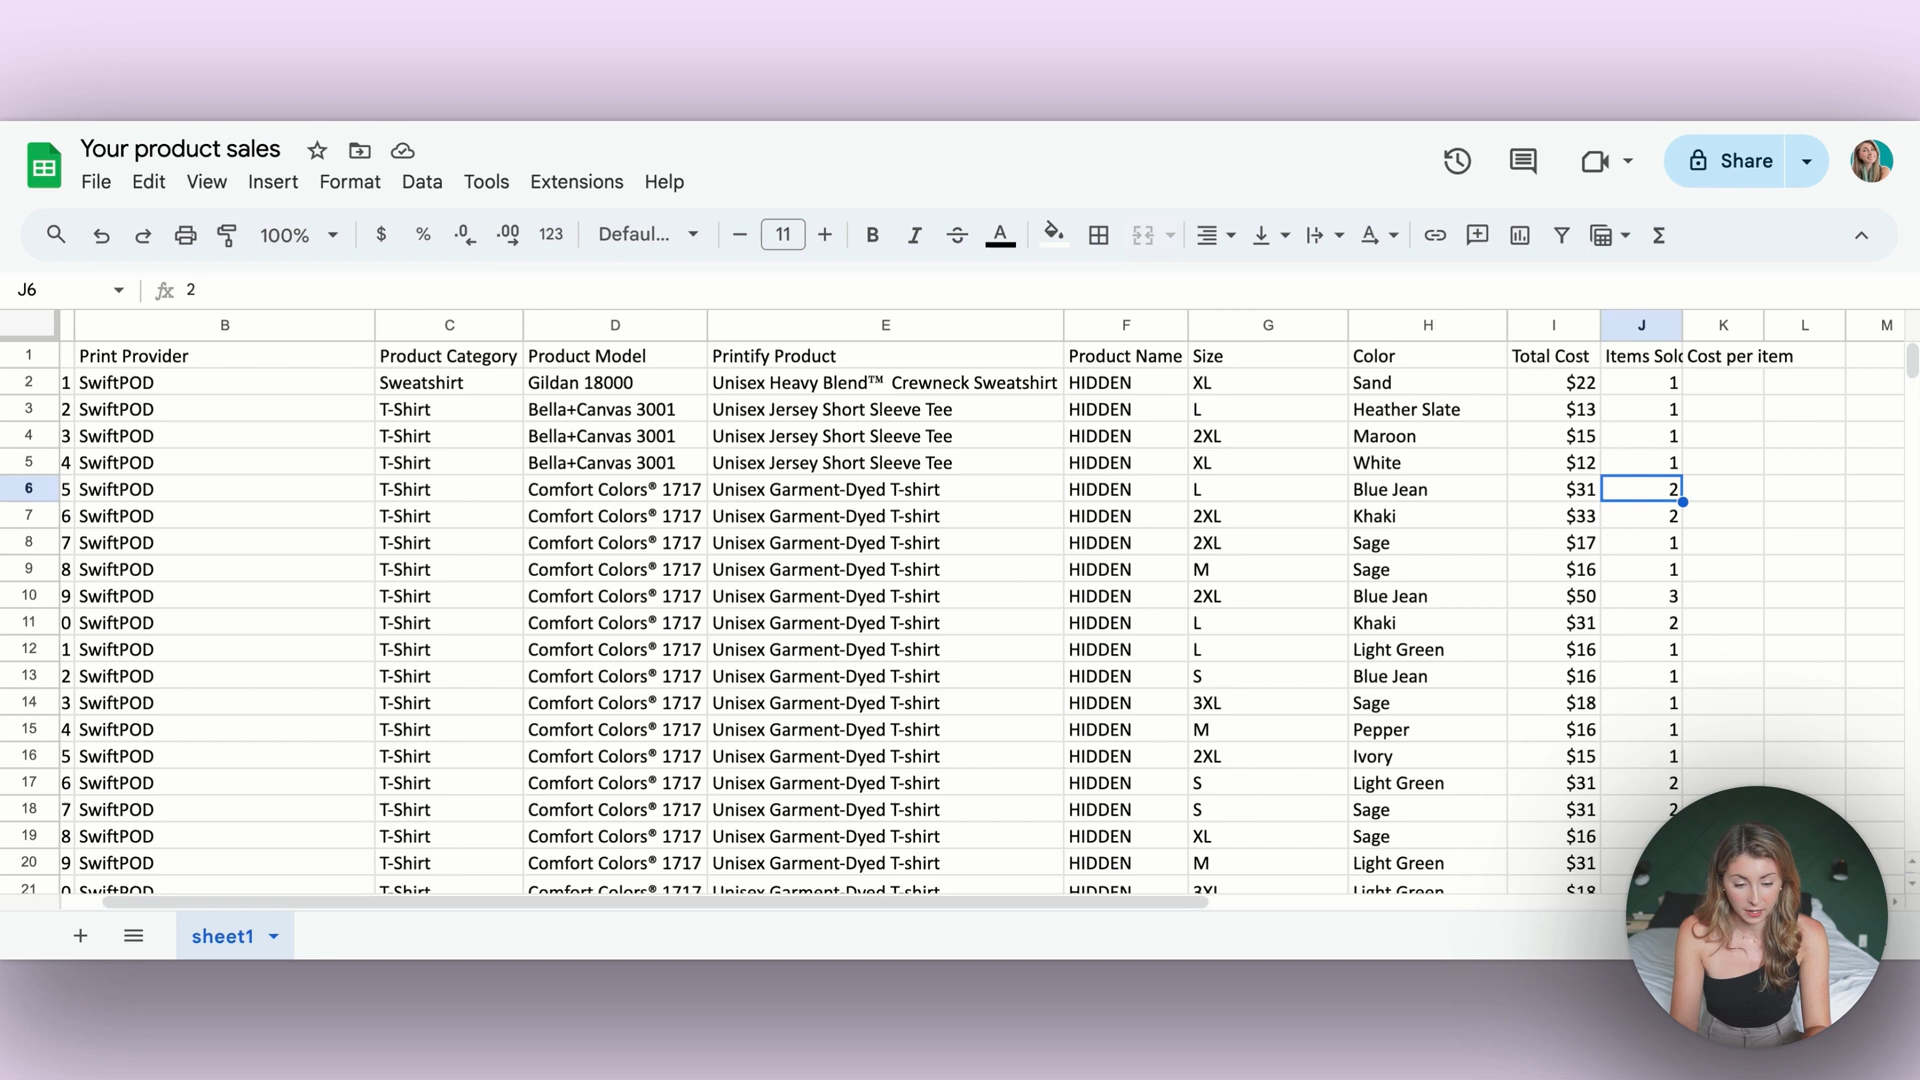 Your product sales
File Edit View Insert Format Data Tools Extensions Help
Share
100% $ % .0 .00 123 Defaul... 11 B I A
J6 fx 2
B C D E F G H I J K L M
1 Print Provider Product Category Product Model Printify Product Product Name Size Color Total Cost Items Sol Cost per item
2 1 SwiftPOD Sweatshirt Gildan 18000 Unisex Heavy Blend™ Crewneck Sweatshirt HIDDEN XL Sand $22 1
3 2 SwiftPOD T-Shirt Bella+Canvas 3001 Unisex Jersey Short Sleeve Tee HIDDEN L Heather Slate $13 1
4 3 SwiftPOD T-Shirt Bella+Canvas 3001 Unisex Jersey Short Sleeve Tee HIDDEN 2XL Maroon $15 1
5 4 SwiftPOD T-Shirt Bella+Canvas 3001 Unisex Jersey Short Sleeve Tee HIDDEN XL White $12 1
6 5 SwiftPOD T-Shirt Comfort Colors® 1717 Unisex Garment-Dyed T-shirt HIDDEN L Blue Jean $31 2
7 6 SwiftPOD T-Shirt Comfort Colors® 1717 Unisex Garment-Dyed T-shirt HIDDEN 2XL Khaki $33 2
8 7 SwiftPOD T-Shirt Comfort Colors® 1717 Unisex Garment-Dyed T-shirt HIDDEN 2XL Sage $17 1
9 8 SwiftPOD T-Shirt Comfort Colors® 1717 Unisex Garment-Dyed T-shirt HIDDEN M Sage $16 1
10 9 SwiftPOD T-Shirt Comfort Colors® 1717 Unisex Garment-Dyed T-shirt HIDDEN 2XL Blue Jean $50 3
11 0 SwiftPOD T-Shirt Comfort Colors® 1717 Unisex Garment-Dyed T-shirt HIDDEN L Khaki $31 2
12 1 SwiftPOD T-Shirt Comfort Colors® 1717 Unisex Garment-Dyed T-shirt HIDDEN L Light Green $16 1
13 2 SwiftPOD T-Shirt Comfort Colors® 1717 Unisex Garment-Dyed T-shirt HIDDEN S Blue Jean $16 1
14 3 SwiftPOD T-Shirt Comfort Colors® 1717 Unisex Garment-Dyed T-shirt HIDDEN 3XL Sage $18 1
15 4 SwiftPOD T-Shirt Comfort Colors® 1717 Unisex Garment-Dyed T-shirt HIDDEN M Pepper $16 1
16 5 SwiftPOD T-Shirt Comfort Colors® 1717 Unisex Garment-Dyed T-shirt HIDDEN 2XL Ivory $15 1
17 6 SwiftPOD T-Shirt Comfort Colors® 1717 Unisex Garment-Dyed T-shirt HIDDEN S Light Green $31 2
18 7 SwiftPOD T-Shirt Comfort Colors® 1717 Unisex Garment-Dyed T-shirt HIDDEN S Sage $31 2
19 8 SwiftPOD T-Shirt Comfort Colors® 1717 Unisex Garment-Dyed T-shirt HIDDEN XL Sage $16
20 9 SwiftPOD T-Shirt Comfort Colors® 1717 Unisex Garment-Dyed T-shirt HIDDEN M Light Green $31
21 0 SwiftPOD T-Shirt Comfort Colors® 1717 Unisex Garment-Dyed T-shirt HIDDEN 3XL Light Green $18
sheet1